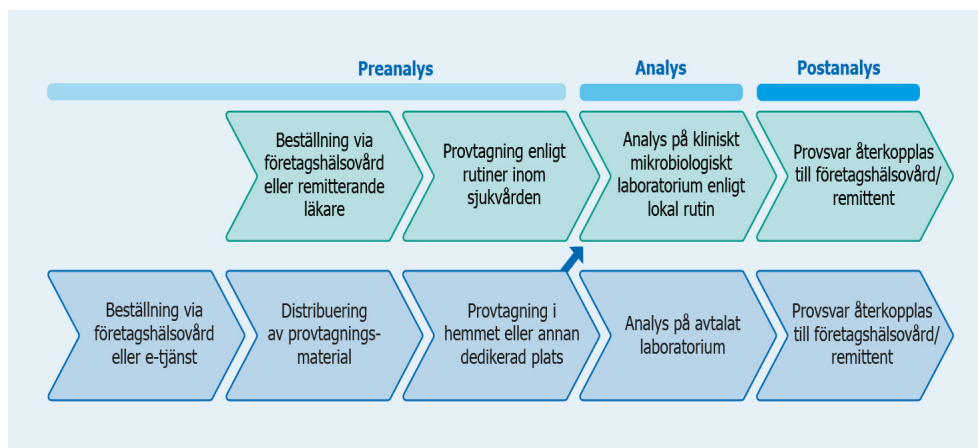 Preanalys
Analys
Postanalys
Beställning via
företagshälsovård
eller remitterande
läkare
Provtagning enligt
rutiner inom
sjukvården
Analys på kliniskt
mikrobiologiskt
laboratorium enligt
lokal rutin
Provsvar återkopplas
till företagshälsovård/
remittent
Beställning via
företagshälsovård
eller e-tjänst
Distribuering
av provtagnings-
material
Provtagning i
hemmet eller annan
dedikerad plats
Analys på avtalat
laboratorium
Provsvar återkopplas
till företagshälsovård/
remittent